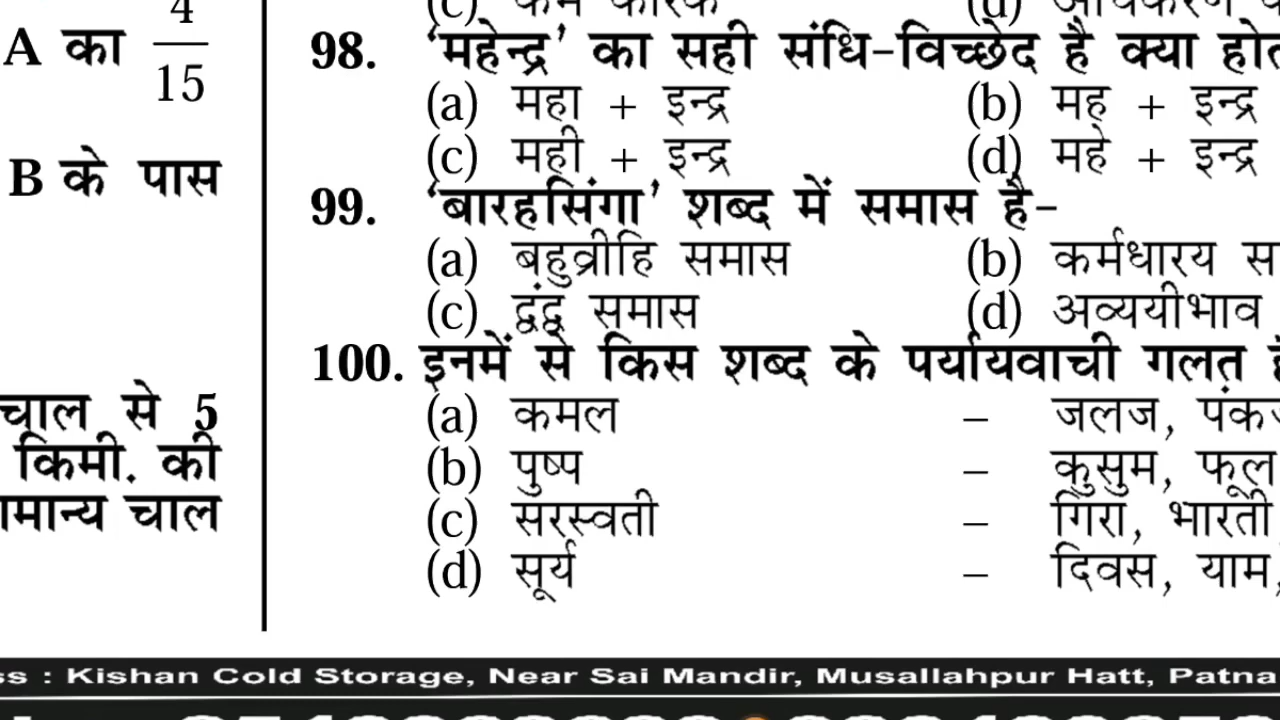 4
A का
15
B के पास
चाल से 5
किमी. की
चाल
98. 'महेन्द्र' का सही संधि-विच्छेद है क्या
(a) महा + इन्द्र (b) मह + इन्द्र
(c) मही + इन्द्र (d) महे + इन्द्र
99. 'बारहसिंगा' शब्द में समास है-
(a) बहुव्रीहि समास (b) कर्मधारय
(c) द्वंद्व समास (d) अव्ययीभाव
100. इनमें से किस शब्द के पर्यायवाची गलत
(a) कमल – जलज,
(b) पुष्प – कुसुम, फूल
(c) सरस्वती – गिरा, भारती
(d) सूर्य – दिवस, याम,
: Kishan Cold Storage, Near Sai Mandir, Musallahpur Hatt, Patna